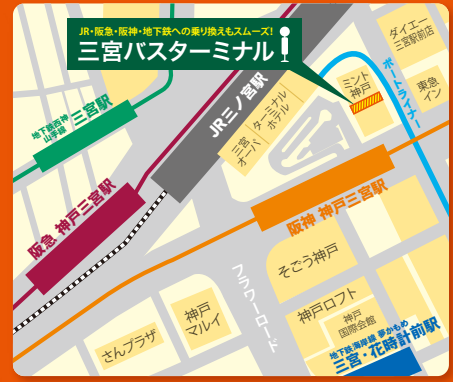 JR・阪急・阪神・地下鉄への乗り換えもスムーズ!
三宮バスターミナル
ダイエー
三宮駅前店
ミント
神戸
ポートライナー
東急
イン
地下鉄西神
山手線
三宮駅
JR三ノ宮駅
ターミナル
ホテル
三宮
オーパ
阪急 神戸三宮駅
阪神 神戸三宮駅
フラワーロード
そごう神戸
神戸ロフト
神戸
国際会館
神戸
マルイ
さんプラザ
地下鉄海岸線 夢かもめ
三宮・花時計前駅